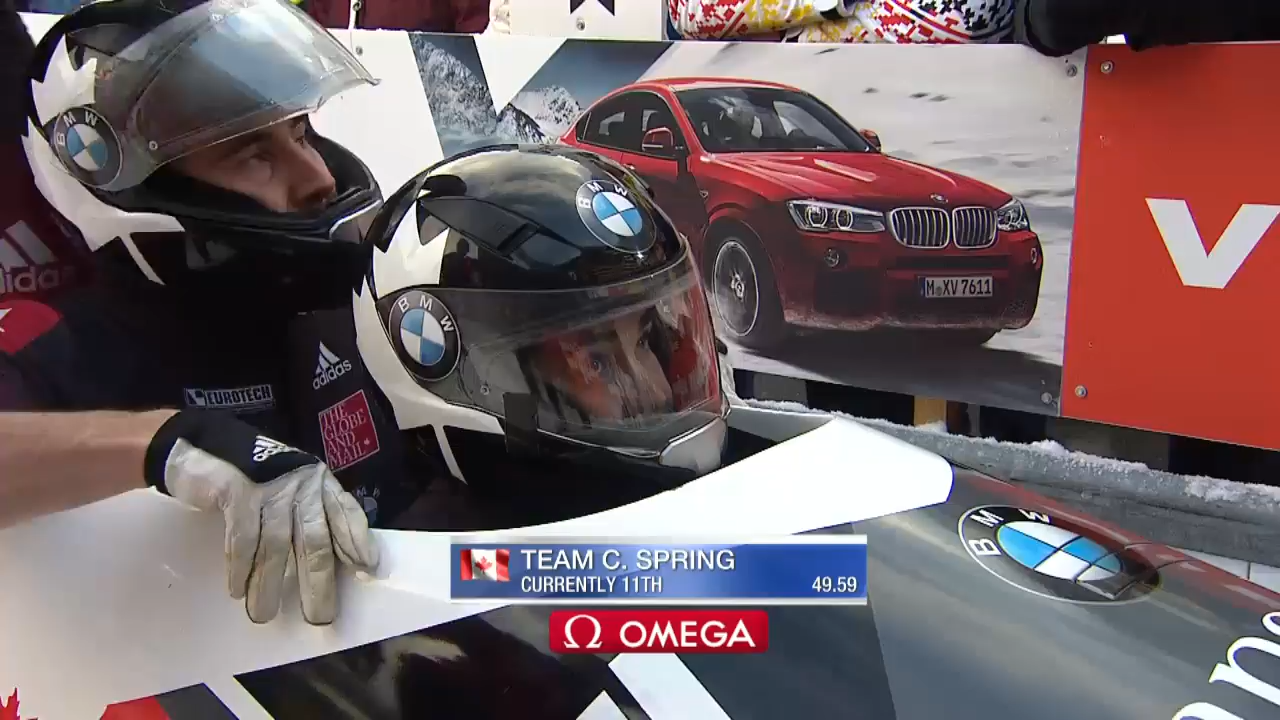 BMW
BMW
BMW
M XV 7611
V
adidas
adidas
EUROTECH
THE
GLOBE
AND
MAIL
adidas
TEAM C. SPRING
CURRENTLY 11TH
49.59
Ω OMEGA
BMW